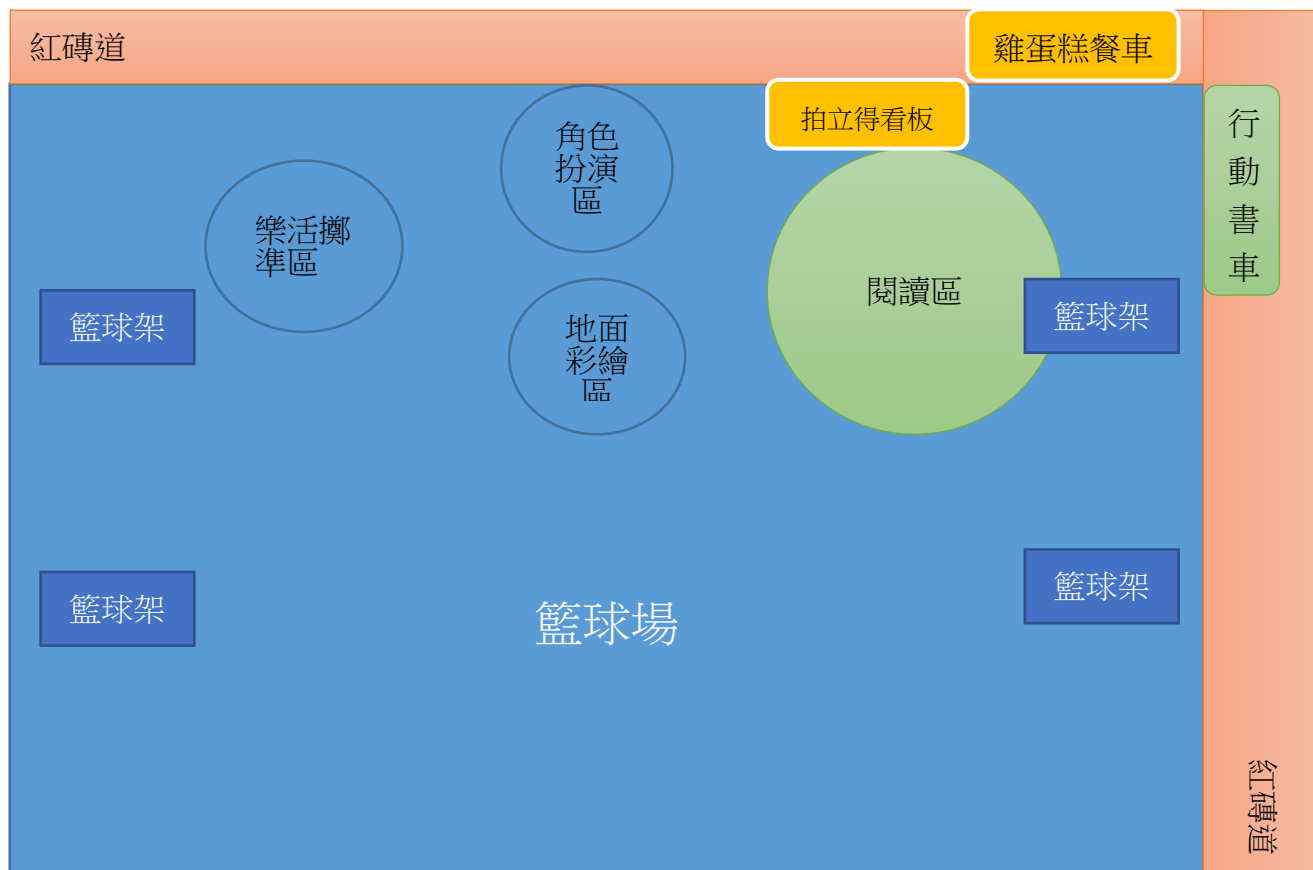 紅磚道
雞蛋糕餐車
拍立得看板
行
動
書
車
角色
扮演
區
樂活擲
準區
閱讀區
籃球架
籃球架
地面
彩繪
區
籃球架
籃球架
籃球場
紅磚道